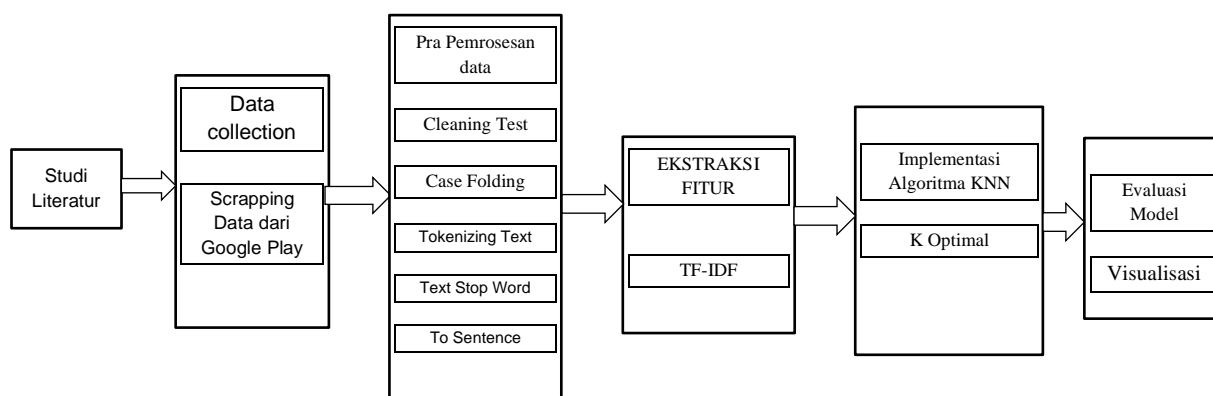 Studi
Literatur
Data
collection
Scrapping
Data dari
Google Play
Pra Pemrosesan
data
Cleaning Test
Case Folding
Tokenizing Text
Text Stop Word
To Sentence
EKSTRAKSI
FITUR
TF-IDF
Implementasi
Algoritma KNN
K Optimal
Evaluasi
Model
Visualisasi